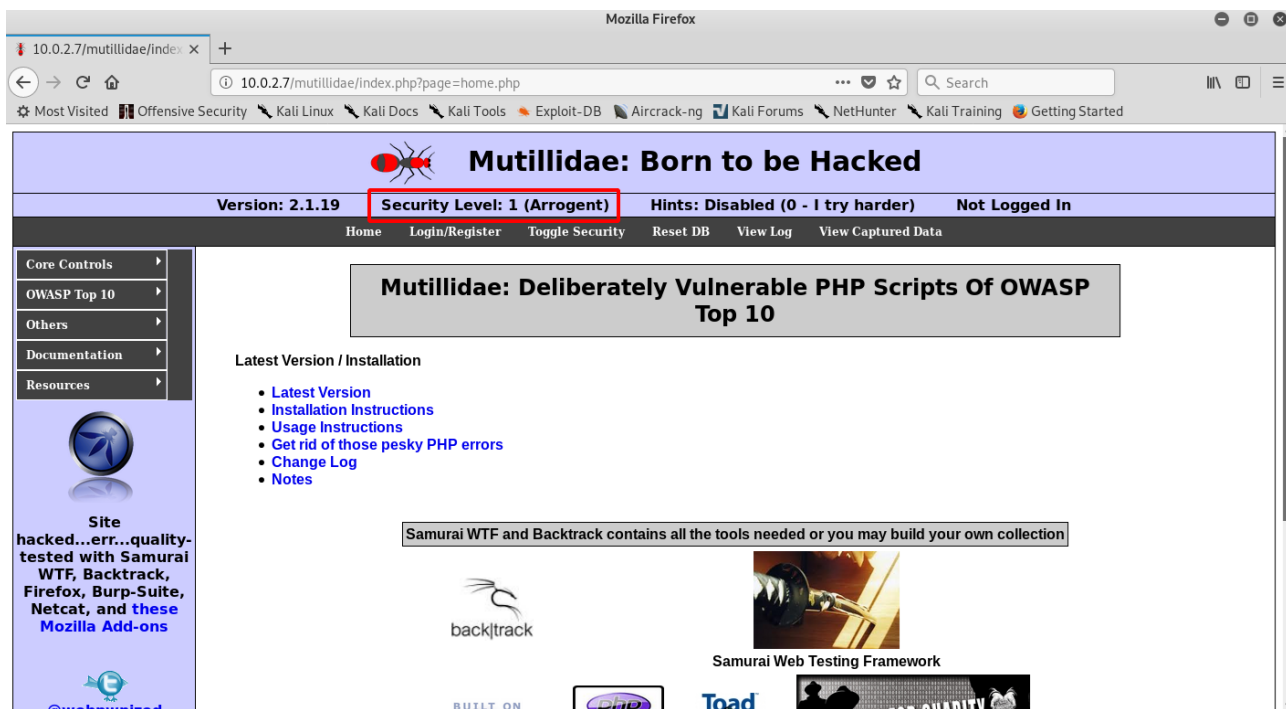 Mozilla Firefox
10.0.2.7/mutillidae/index
10.0.2.7/mutillidae/index.php?page=home.php
Search
Most Visited Offensive Security Kali Linux Kali Docs Kali Tools Exploit-DB Aircrack-ng Kali Forums NetHunter Kali Training Getting Started
Mutillidae: Born to be Hacked
Version: 2.1.19 Security Level: 1 (Arrogent) Hints: Disabled (0 - I try harder) Not Logged In
Home Login/Register Toggle Security Reset DB View Log View Captured Data
Core Controls
OWASP Top 10
Others
Documentation
Resources
Site
hacked...err...quality-
tested with Samurai
WTF, Backtrack,
Firefox, Burp-Suite,
Netcat, and these
Mozilla Add-ons
Mutillidae: Deliberately Vulnerable PHP Scripts Of OWASP
Top 10
Latest Version / Installation
Latest Version
Installation Instructions
Usage Instructions
Get rid of those pesky PHP errors
Change Log
Notes
Samurai WTF and Backtrack contains all the tools needed or you may build your own collection
back|track
Samurai Web Testing Framework
BUILT ON
php
Toad